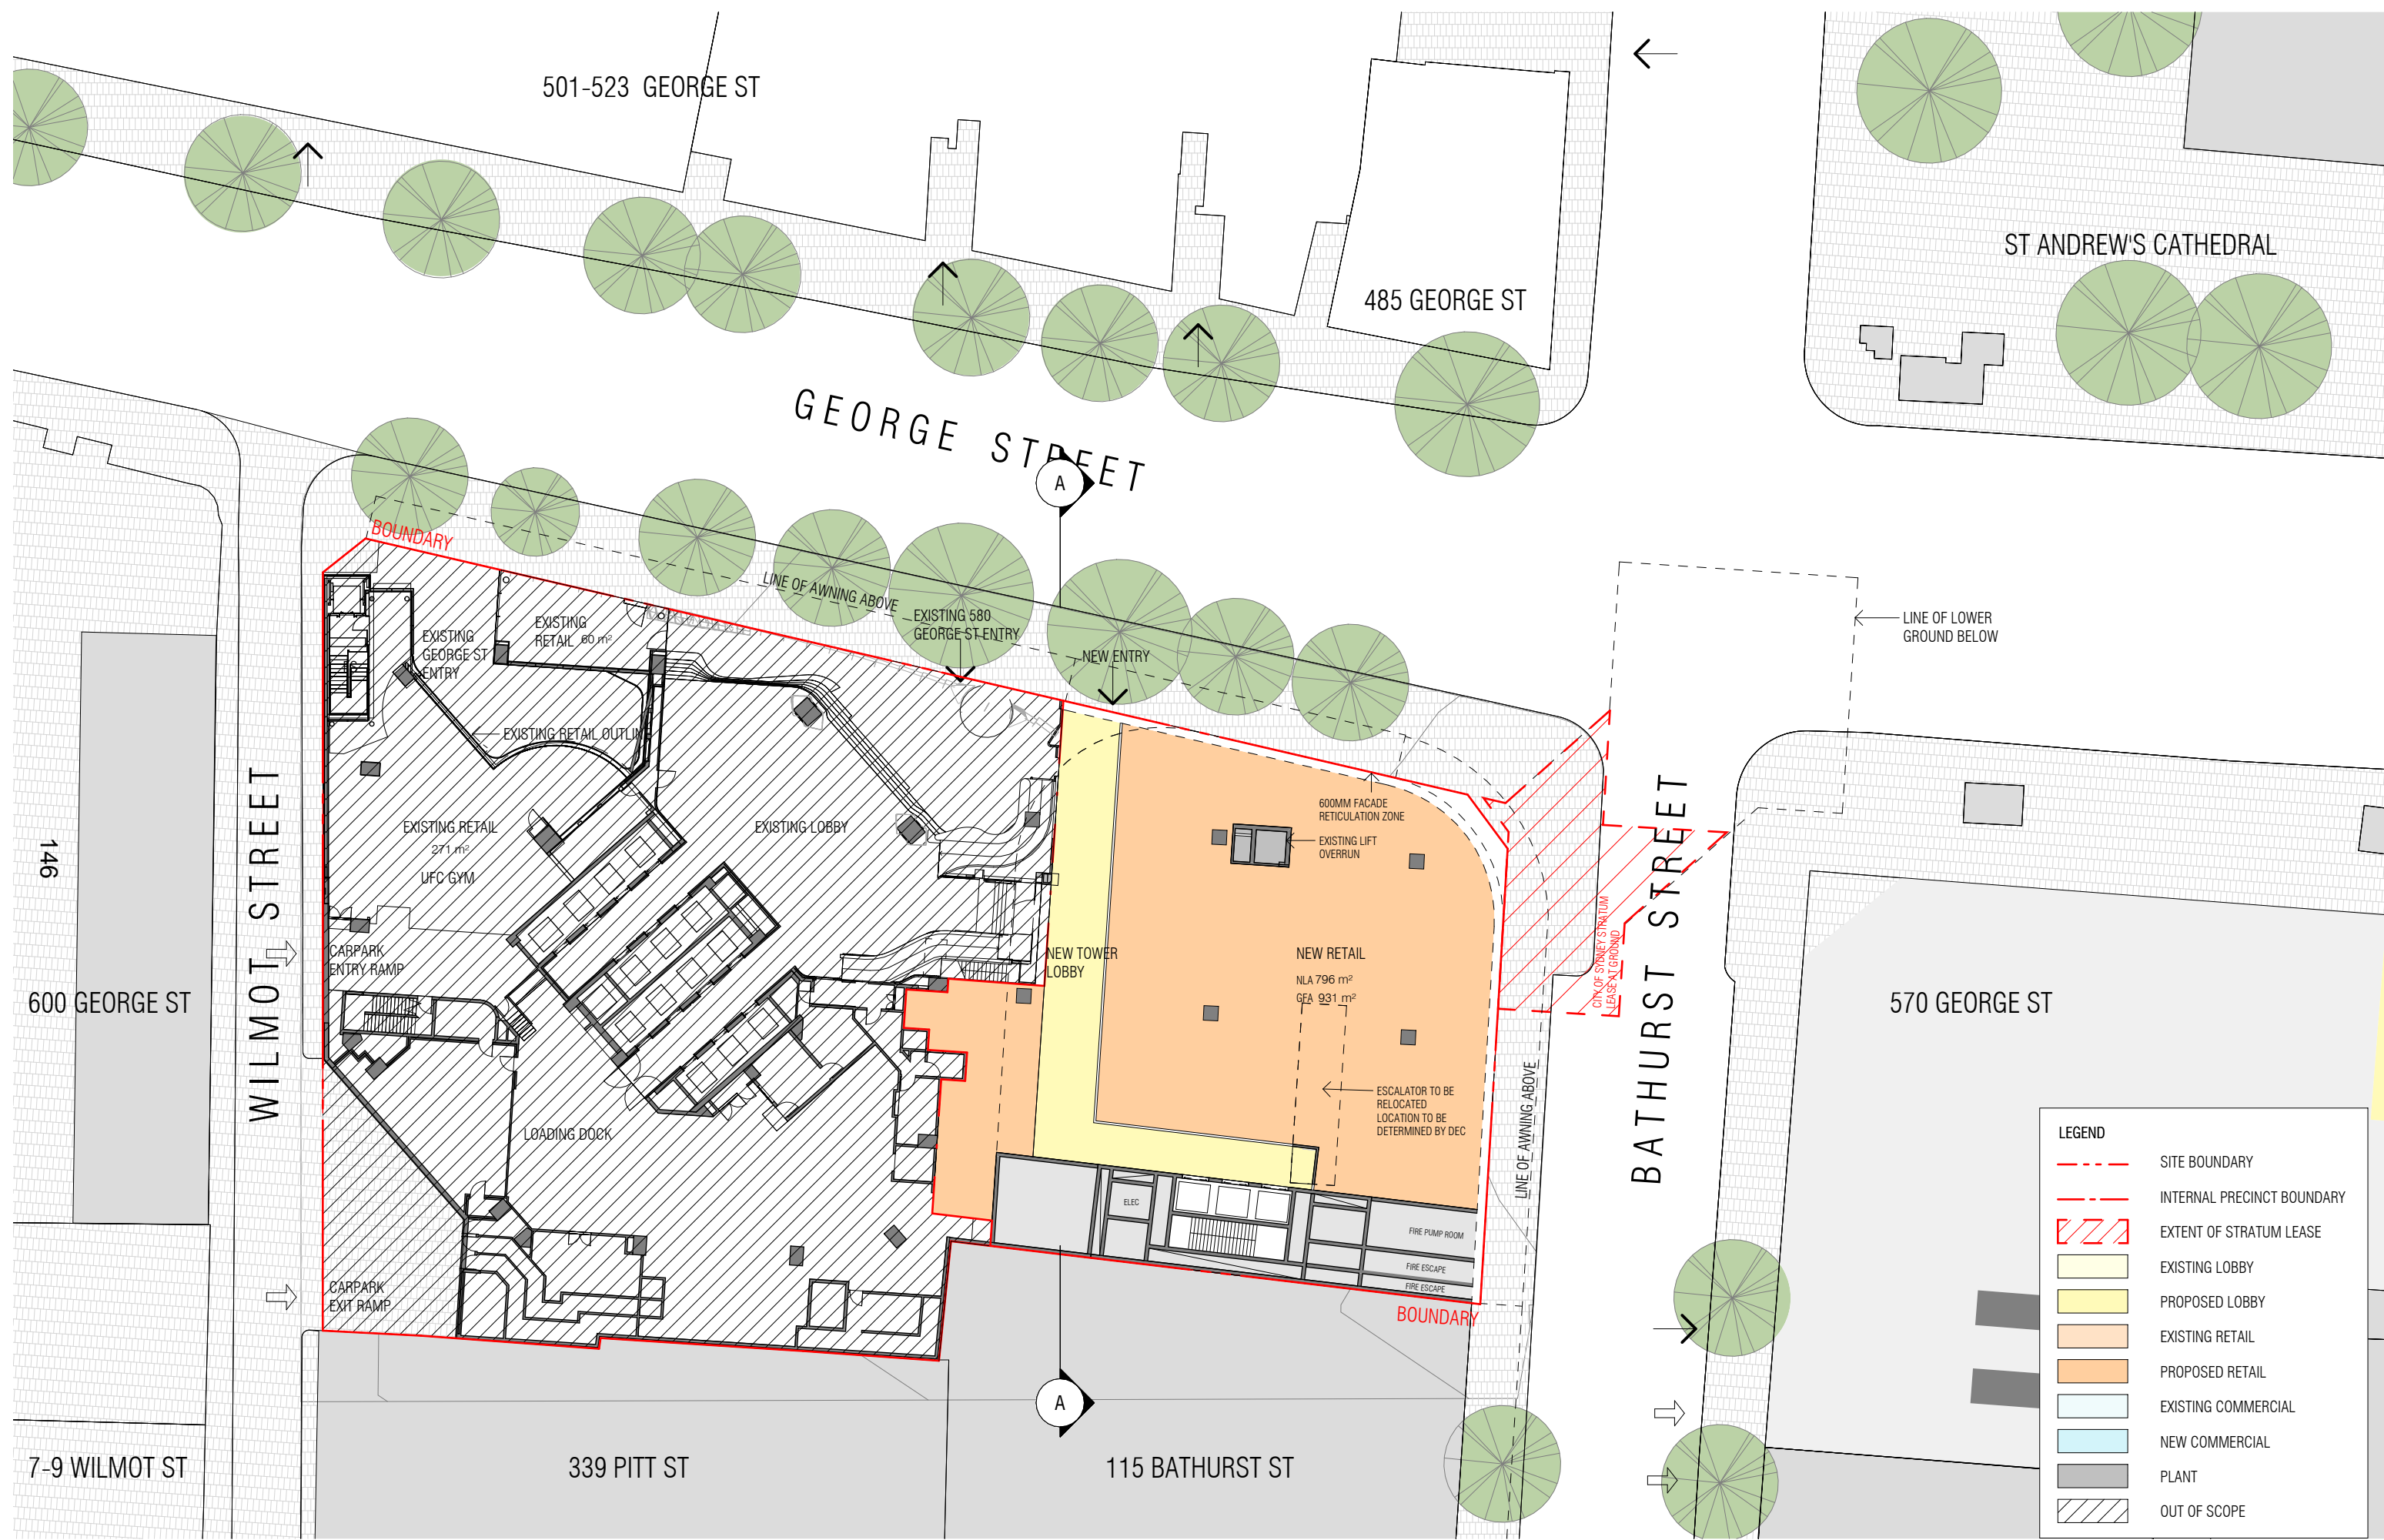 501-523 GEORGE ST
ST ANDREW'S CATHEDRAL
485 GEORGE ST
GEORGE STREET
A
BOUNDARY
LINE OF AWNING ABOVE
EXISTING 580
GEORGE ST ENTRY
LINE OF LOWER
GROUND BELOW
EXISTING
RETAIL 60 m²
EXISTING
GEORGE ST
ENTRY
NEW ENTRY
EXISTING RETAIL OUTLINE
600MM FACADE
RETICULATION ZONE
EXISTING LIFT
OVERRUN
EXISTING RETAIL
271 m²
UFC GYM
EXISTING LOBBY
146
WILMOT STREET
BATHURST STREET
CITY OF SYDNEY STRATUM
LEASE AT GROUND
CARPARK
ENTRY RAMP
NEW TOWER
LOBBY
NEW RETAIL
NLA 796 m²
GFA 931 m²
600 GEORGE ST
570 GEORGE ST
ESCALATOR TO BE
RELOCATED
LOCATION TO BE
DETERMINED BY DEC
LINE OF AWNING ABOVE
LOADING DOCK
ELEC
FIRE PUMP ROOM
FIRE ESCAPE
FIRE ESCAPE
CARPARK
EXIT RAMP
BOUNDARY
A
7-9 WILMOT ST
339 PITT ST
115 BATHURST ST
LEGEND
SITE BOUNDARY
INTERNAL PRECINCT BOUNDARY
EXTENT OF STRATUM LEASE
EXISTING LOBBY
PROPOSED LOBBY
EXISTING RETAIL
PROPOSED RETAIL
EXISTING COMMERCIAL
NEW COMMERCIAL
PLANT
OUT OF SCOPE